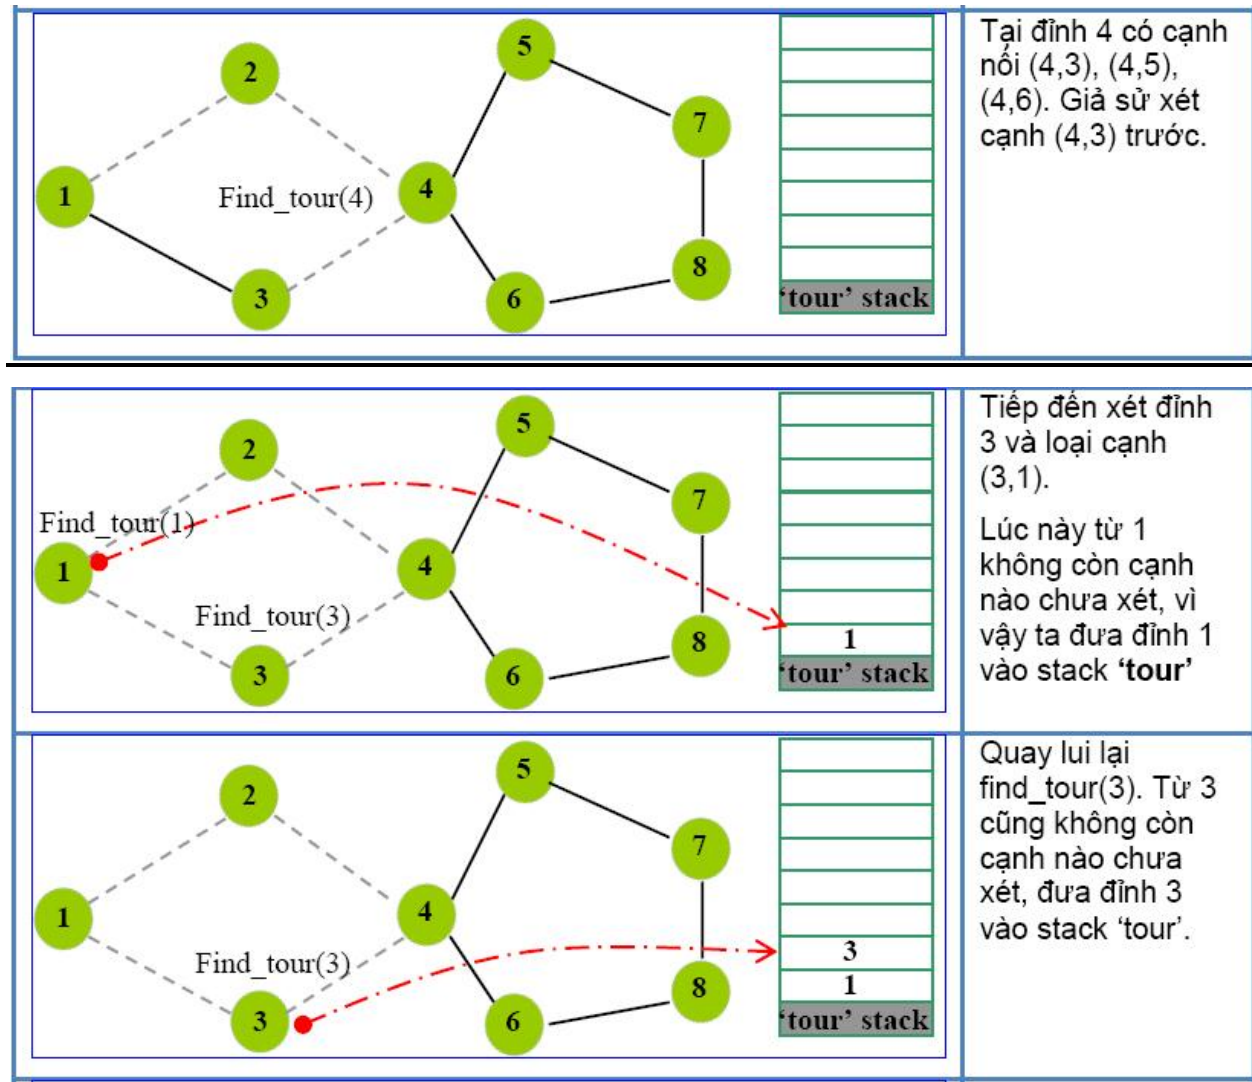 5
2
7
1
Find_tour(4)
4
8
3
6
'tour' stack
Tại đỉnh 4 có cạnh
nối (4,3), (4,5),
(4,6). Giả sử xét
cạnh (4,3) trước.
5
2
7
Find_tour(1)
1
4
Find_tour(3)
8
1
3
6
'tour' stack
Tiếp đến xét đỉnh
3 và loại cạnh
(3,1).
Lúc này từ 1
không còn cạnh
nào chưa xét, vì
vậy ta đưa đỉnh 1
vào stack 'tour'
5
2
7
1
4
Find_tour(3)
3
8
1
3
6
'tour' stack
Quay lui lại
find_tour(3). Từ 3
cũng không còn
cạnh nào chưa
xét, đưa đỉnh 3
vào stack 'tour'.